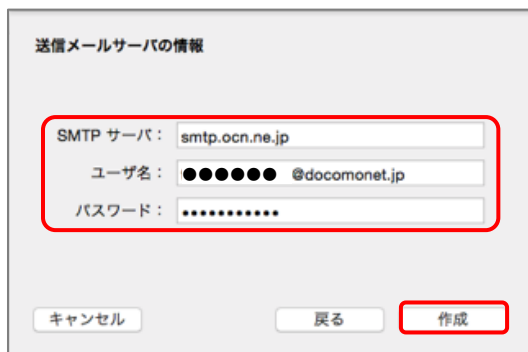 送信メールサーバの情報
SMTP サーバ： smtp.ocn.ne.jp
ユーザ名： ●●●●●● @docomonet.jp
パスワード： •••••••••••
キャンセル 戻る 作成